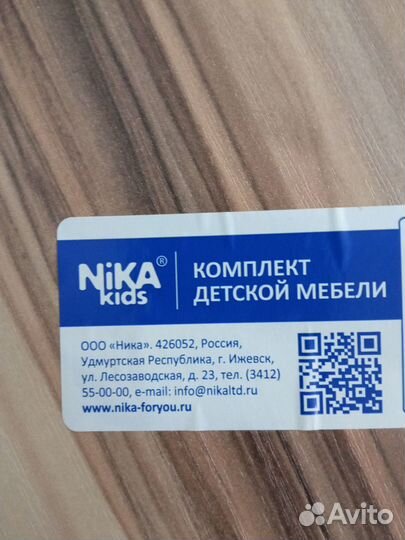 NiKA®
kids
КОМПЛЕКТ
ДЕТСКОЙ МЕБЕЛИ
ООО «Ника». 426052, Россия,
Удмуртская Республика, г. Ижевск,
ул. Лесозаводская, д. 23, тел. (3412)
55-00-00, e-mail: info@nikaltd.ru
www.nika-foryou.ru
Avito